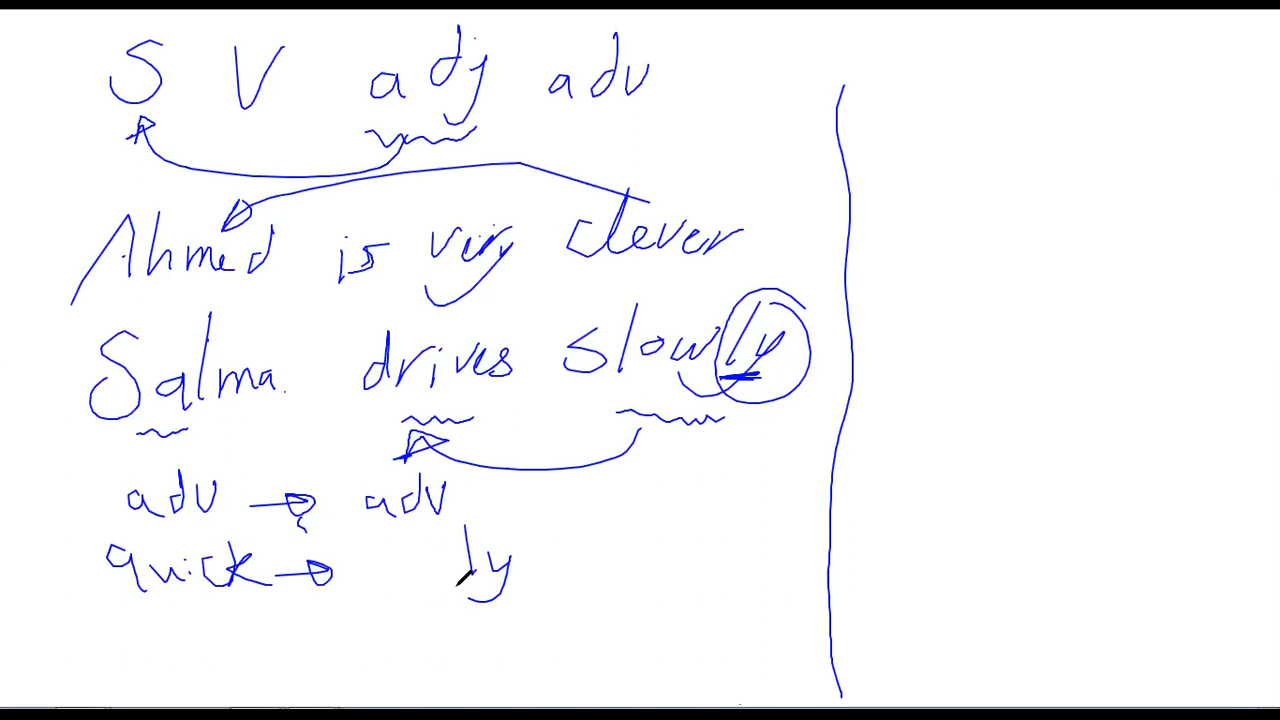 S V adj adv
Ahmed is very clever
Salma drives slowly
adv → adv
quick → ly